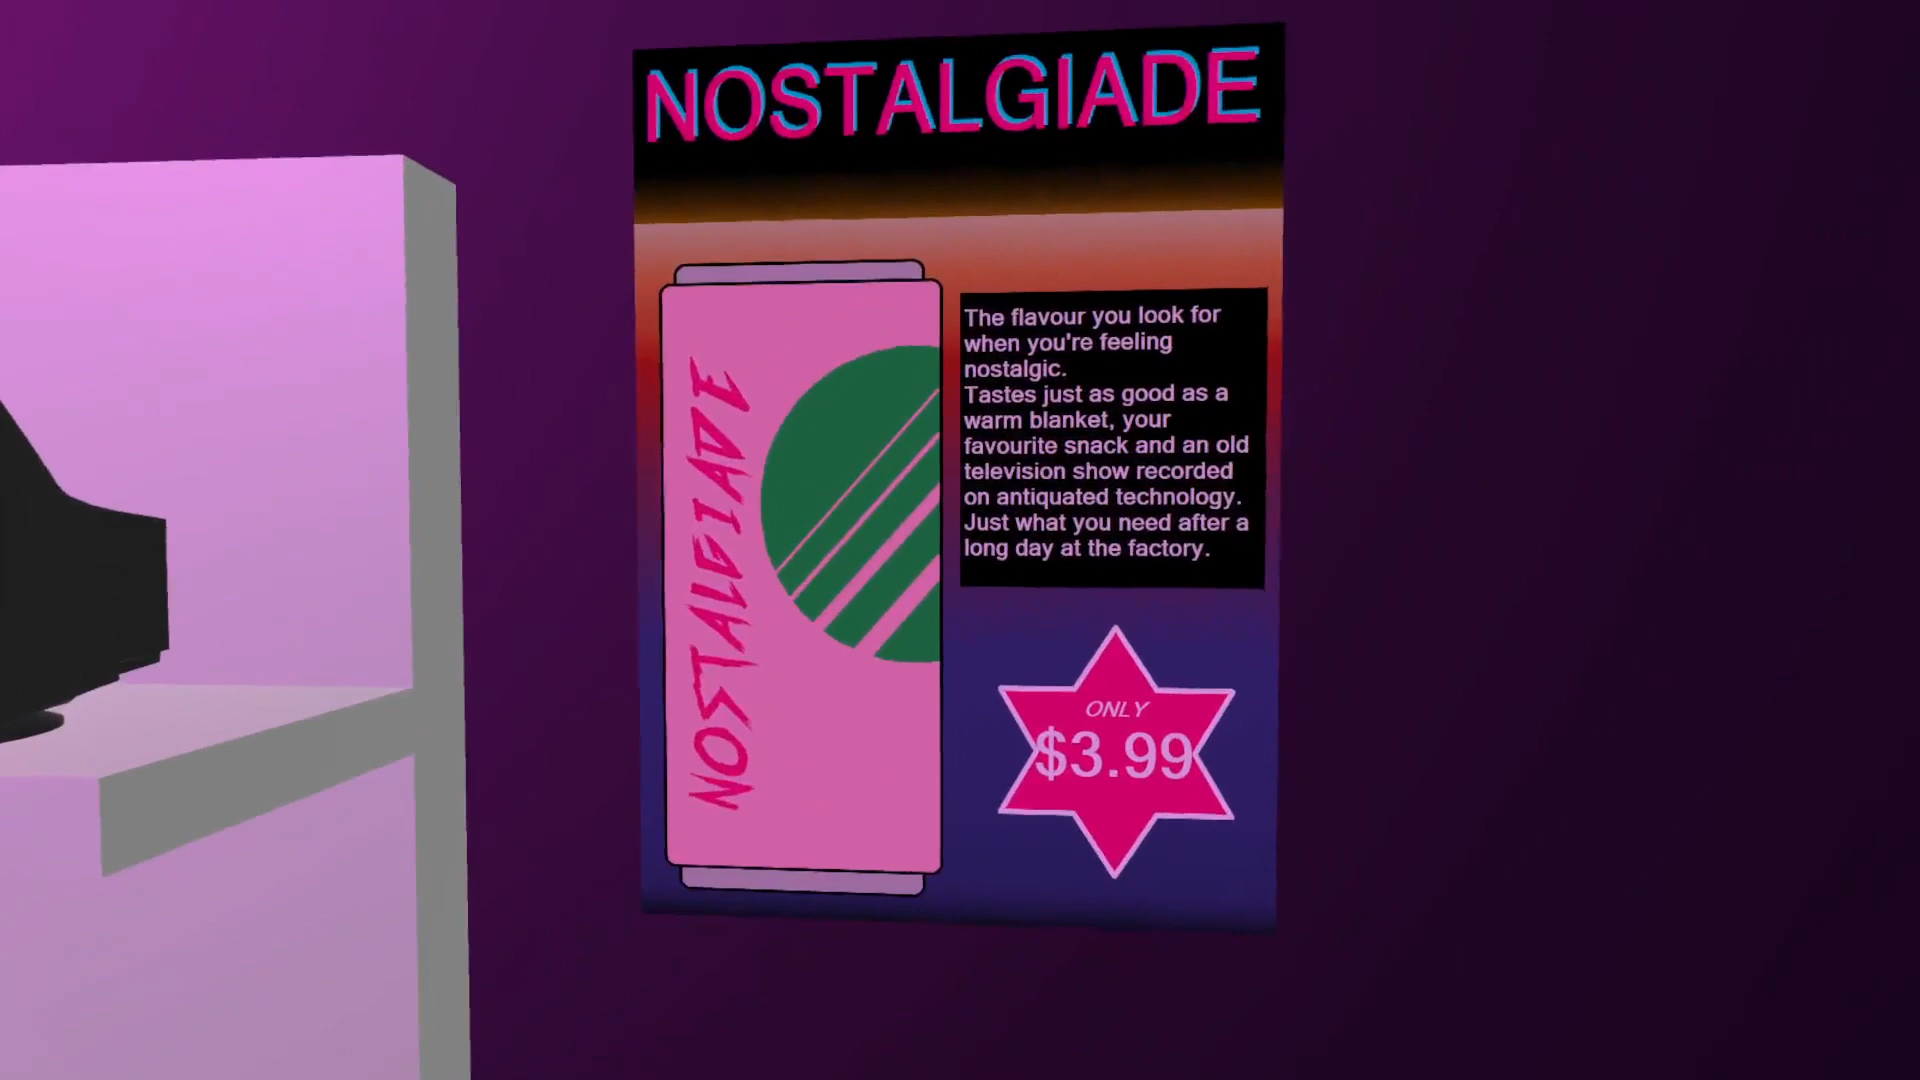 NOSTALGIADE
NOSTALGIADE
The flavour you look for
when you're feeling
nostalgic.
Tastes just as good as a
warm blanket, your
favourite snack and an old
television show recorded
on antiquated technology.
Just what you need after a
long day at the factory.
ONLY
$3.99